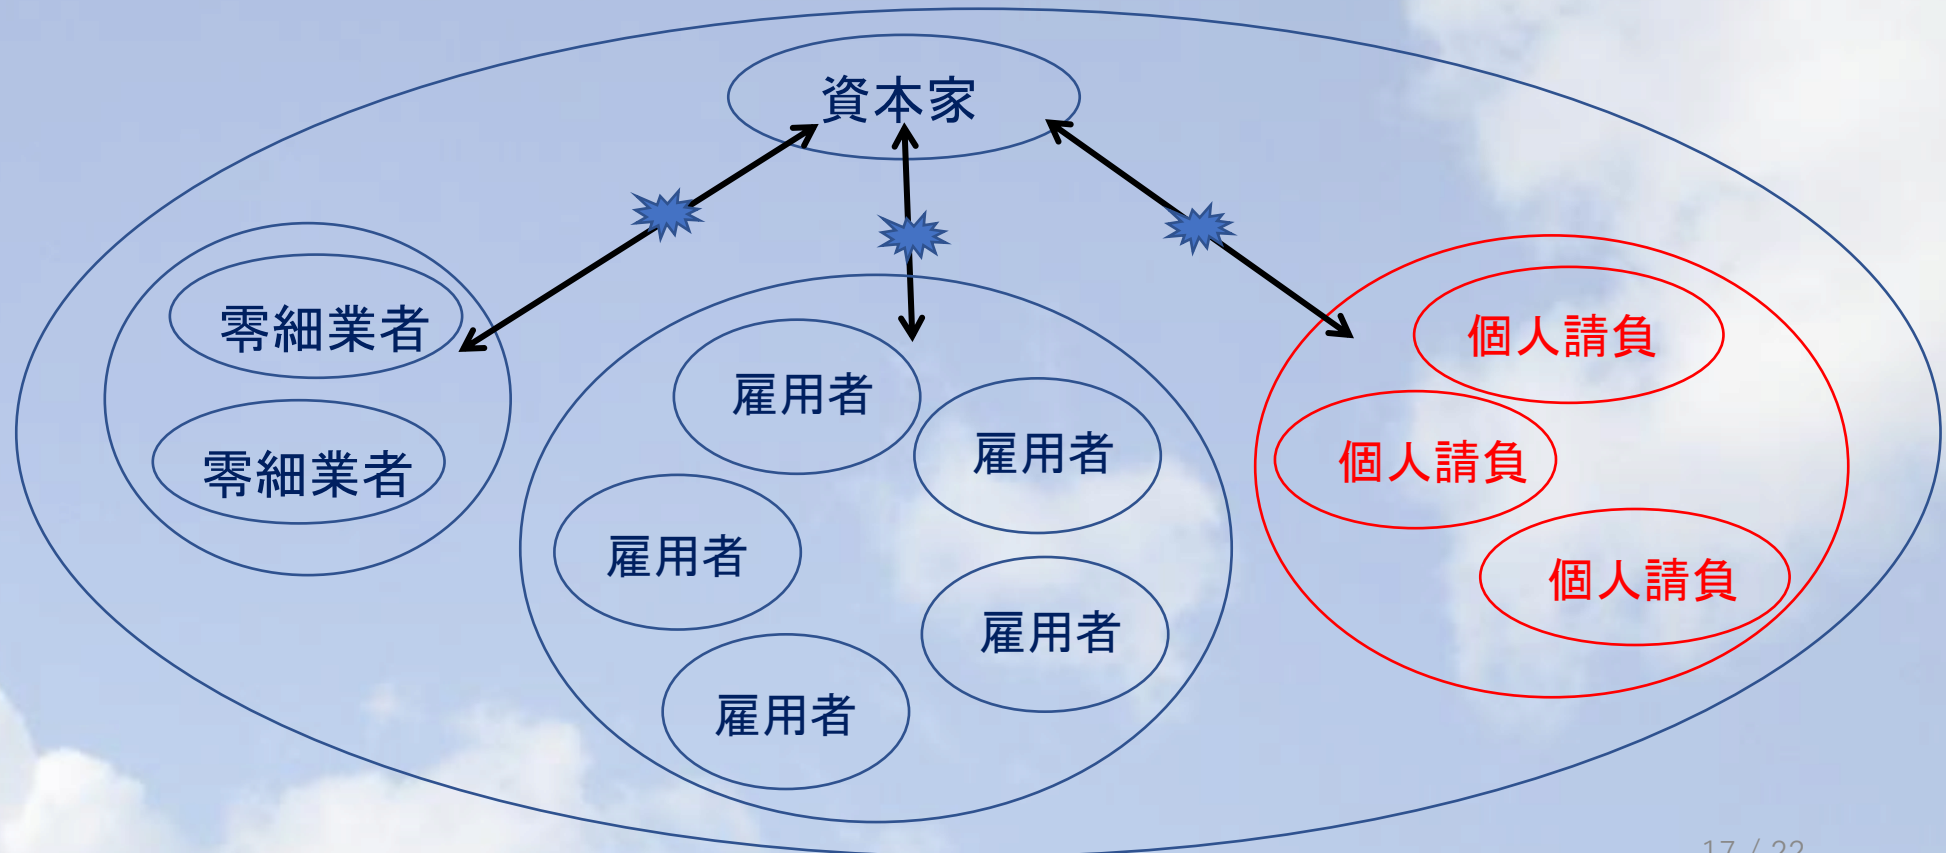 資本家
零細業者
零細業者
雇用者
雇用者
雇用者
雇用者
雇用者
個人請負
個人請負
個人請負
17 / 22